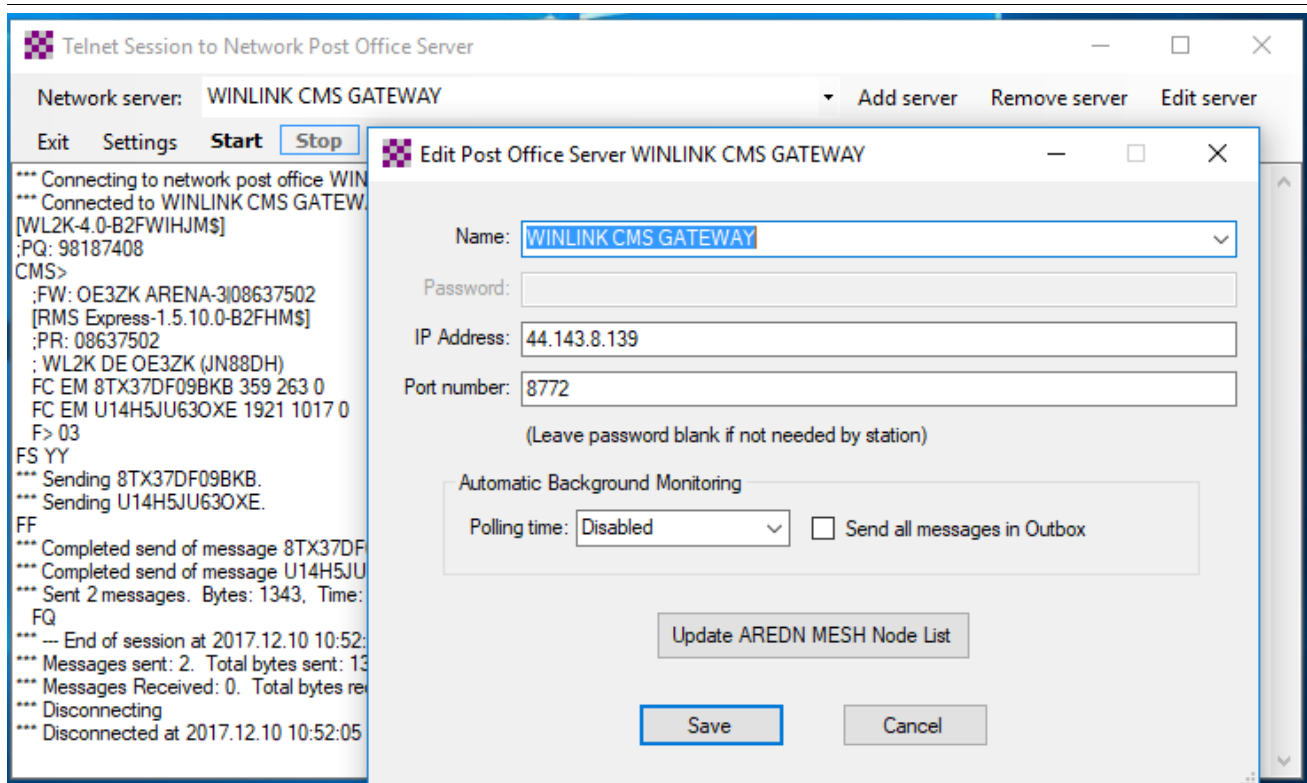 Telnet Session to Network Post Office Server
Network server: WINLINK CMS GATEWAY Add server Remove server Edit server
Exit Settings Start Stop
*** Connecting to network post office WIN
*** Connected to WINLINK CMS GATEW
[WL2K-4.0-B2FWIHJM$]
;PQ: 98187408
CMS>
;FW: OE3ZK ARENA-3|08637502
[RMS Express-1.5.10.0-B2FHM$]
;PR: 08637502
; WL2K DE OE3ZK (JN88DH)
FC EM 8TX37DF09BKB 359 263 0
FC EM U14H5JU63OXE 1921 1017 0
F> 03
FS YY
*** Sending 8TX37DF09BKB.
*** Sending U14H5JU63OXE.
FF
*** Completed send of message 8TX37DF
*** Completed send of message U14H5JU
*** Sent 2 messages. Bytes: 1343, Time:
FQ
*** --- End of session at 2017.12.10 10:52:
*** Messages sent: 2. Total bytes sent: 13
*** Messages Received: 0. Total bytes re
*** Disconnecting
*** Disconnected at 2017.12.10 10:52:05
Edit Post Office Server WINLINK CMS GATEWAY
Name: WINLINK CMS GATEWAY
Password:
IP Address: 44.143.8.139
Port number: 8772
(Leave password blank if not needed by station)
Automatic Background Monitoring
Polling time: Disabled Send all messages in Outbox
Update AREDN MESH Node List
Save Cancel